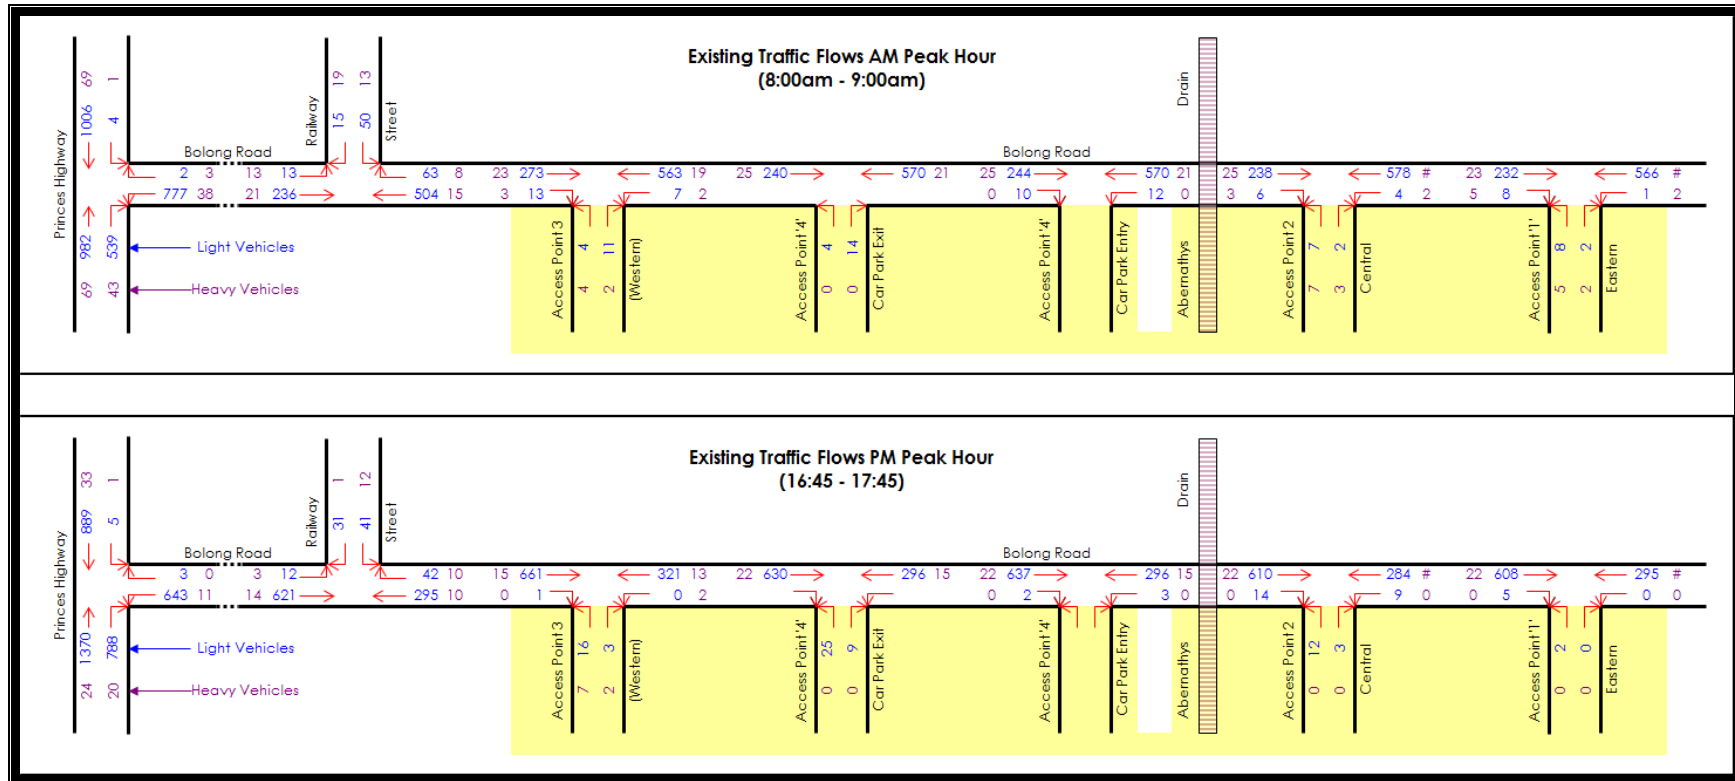 Existing Traffic Flows AM Peak Hour
(8:00am - 9:00am)
Princes Highway
69 1
1006 4
Railway
19 13
15 50
Street
Drain
Bolong Road
Bolong Road
2 3 13 13
63 8 23 273
563 19 25 240
570 21 25 244
570 21 25 238
578 # 23 232
566 #
777 38 21 236
504 15 3 13
7 2
0 10
12 0 3 6
4 2 5 8
1 2
982 539
Light Vehicles
69 43
Heavy Vehicles
Access Point 3
4 11
4 2
(Western)
Access Point '4'
4 14
0 0
Car Park Exit
Access Point '4'
Car Park Entry
Abernathys
Access Point 2
7 2
7 3
Central
Access Point '1'
8 2
5 2
Eastern
Existing Traffic Flows PM Peak Hour
(16:45 - 17:45)
Princes Highway
33 1
889 5
Railway
1 12
31 41
Street
Drain
Bolong Road
Bolong Road
3 0 3 12
42 10 15 661
321 13 22 630
296 15 22 637
296 15 22 610
284 # 22 608
295 #
643 11 14 621
295 10 0 1
0 2
0 2
3 0 0 14
9 0 0 5
0 0
1370 788
Light Vehicles
24 20
Heavy Vehicles
Access Point 3
16 3
7 2
(Western)
Access Point '4'
25 9
0 0
Car Park Exit
Access Point '4'
Car Park Entry
Abernathys
Access Point 2
12 3
0 0
Central
Access Point '1'
2 0
0 0
Eastern